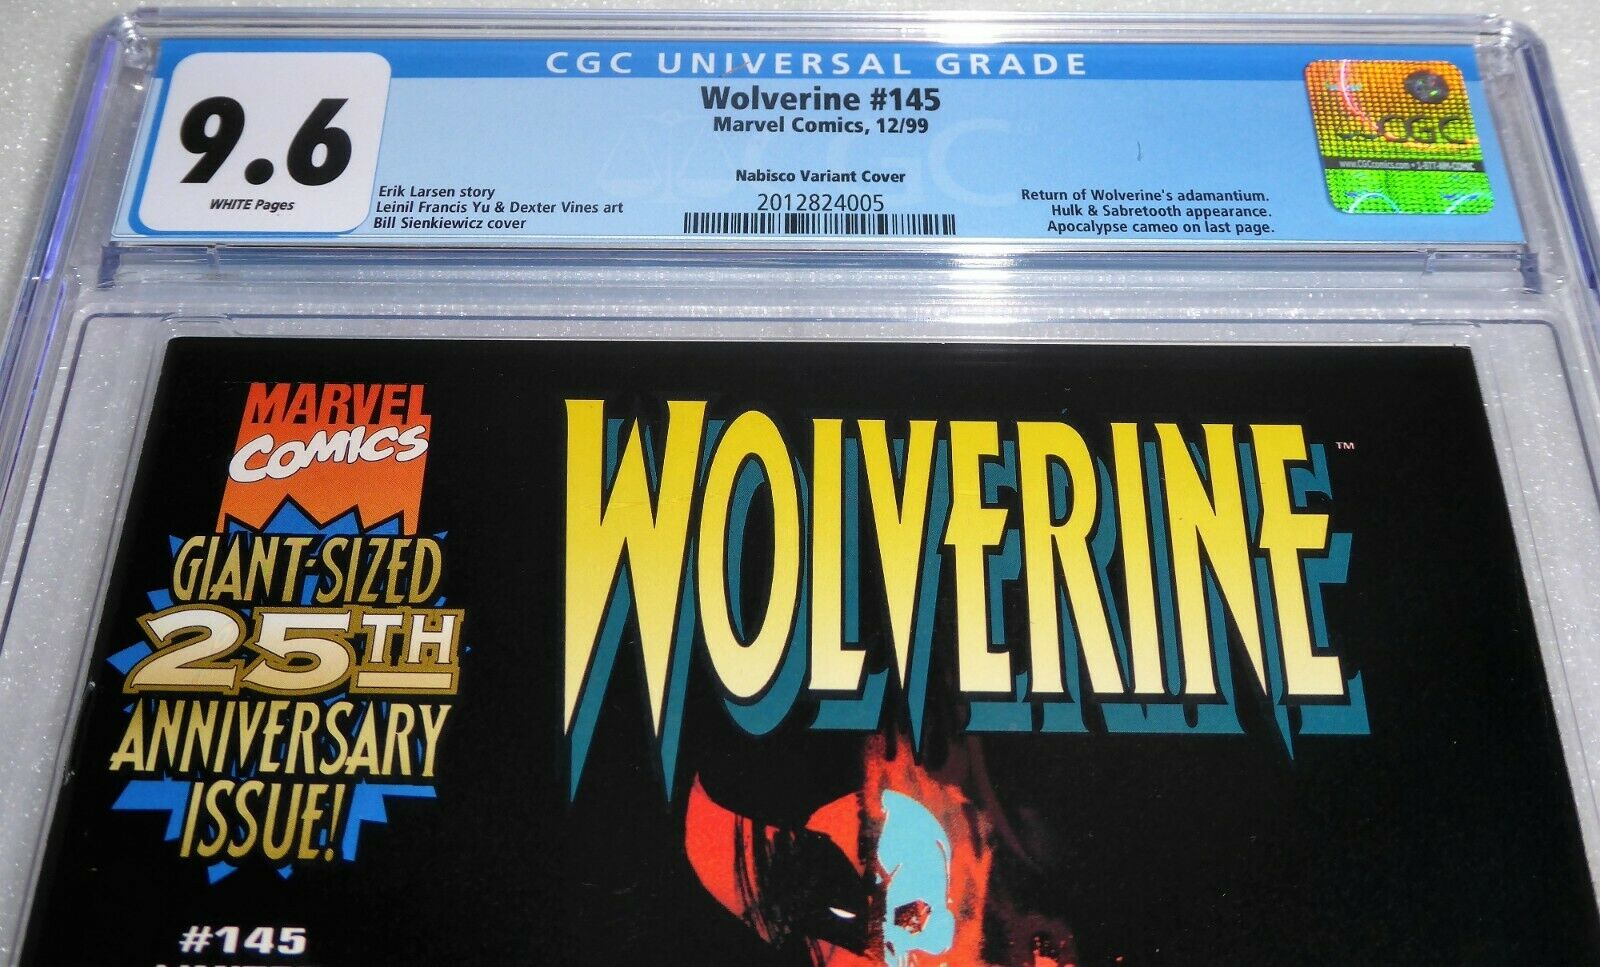 CGC UNIVERSAL GRADE
9.6
WHITE Pages
Wolverine #145
Marvel Comics, 12/99
Nabisco Variant Cover
2012824005
Erik Larsen story
Leinil Francis Yu & Dexter Vines art
Bill Sienkiewicz cover
Return of Wolverine's adamantium.
Hulk & Sabretooth appearance.
Apocalypse cameo on last page.
CGC
CGC
MARVEL
COMICS
GIANT-SIZED
25TH
ANNIVERSARY
ISSUE!
#145
WOLVERINE™